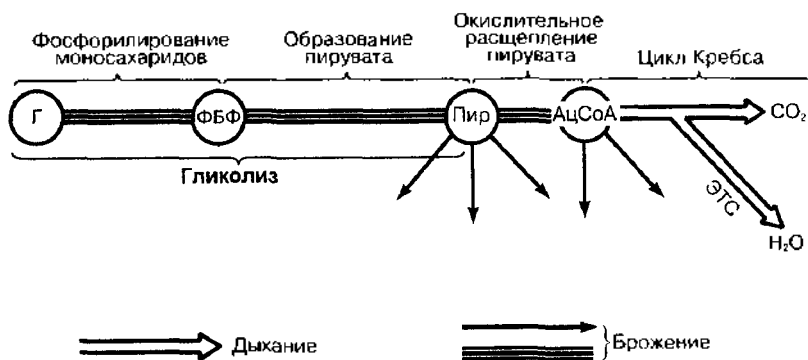 Фосфорилирование
моносахаридов
Образование
пирувата
Окислительное
расщепление
пирувата
Цикл Кребса
Г
ФБФ
Пир
АцСоА
CO₂
Гликолиз
ЭТС
H₂O
Дыхание
Брожение